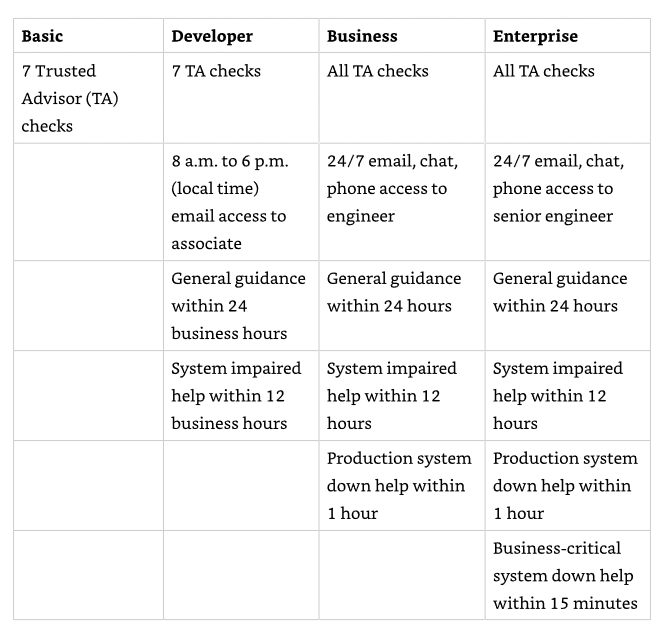 Basic
Developer
Business
Enterprise
7 Trusted
Advisor (TA)
checks
7 TA checks
All TA checks
All TA checks
8 a.m. to 6 p.m.
(local time)
email access to
associate
24/7 email, chat,
phone access to
engineer
24/7 email, chat,
phone access to
senior engineer
General guidance
within 24
business hours
General guidance
within 24 hours
General guidance
within 24 hours
System impaired
help within 12
business hours
System impaired
help within 12
hours
System impaired
help within 12
hours
Production system
down help within
1 hour
Production system
down help within
1 hour
Business-critical
system down help
within 15 minutes